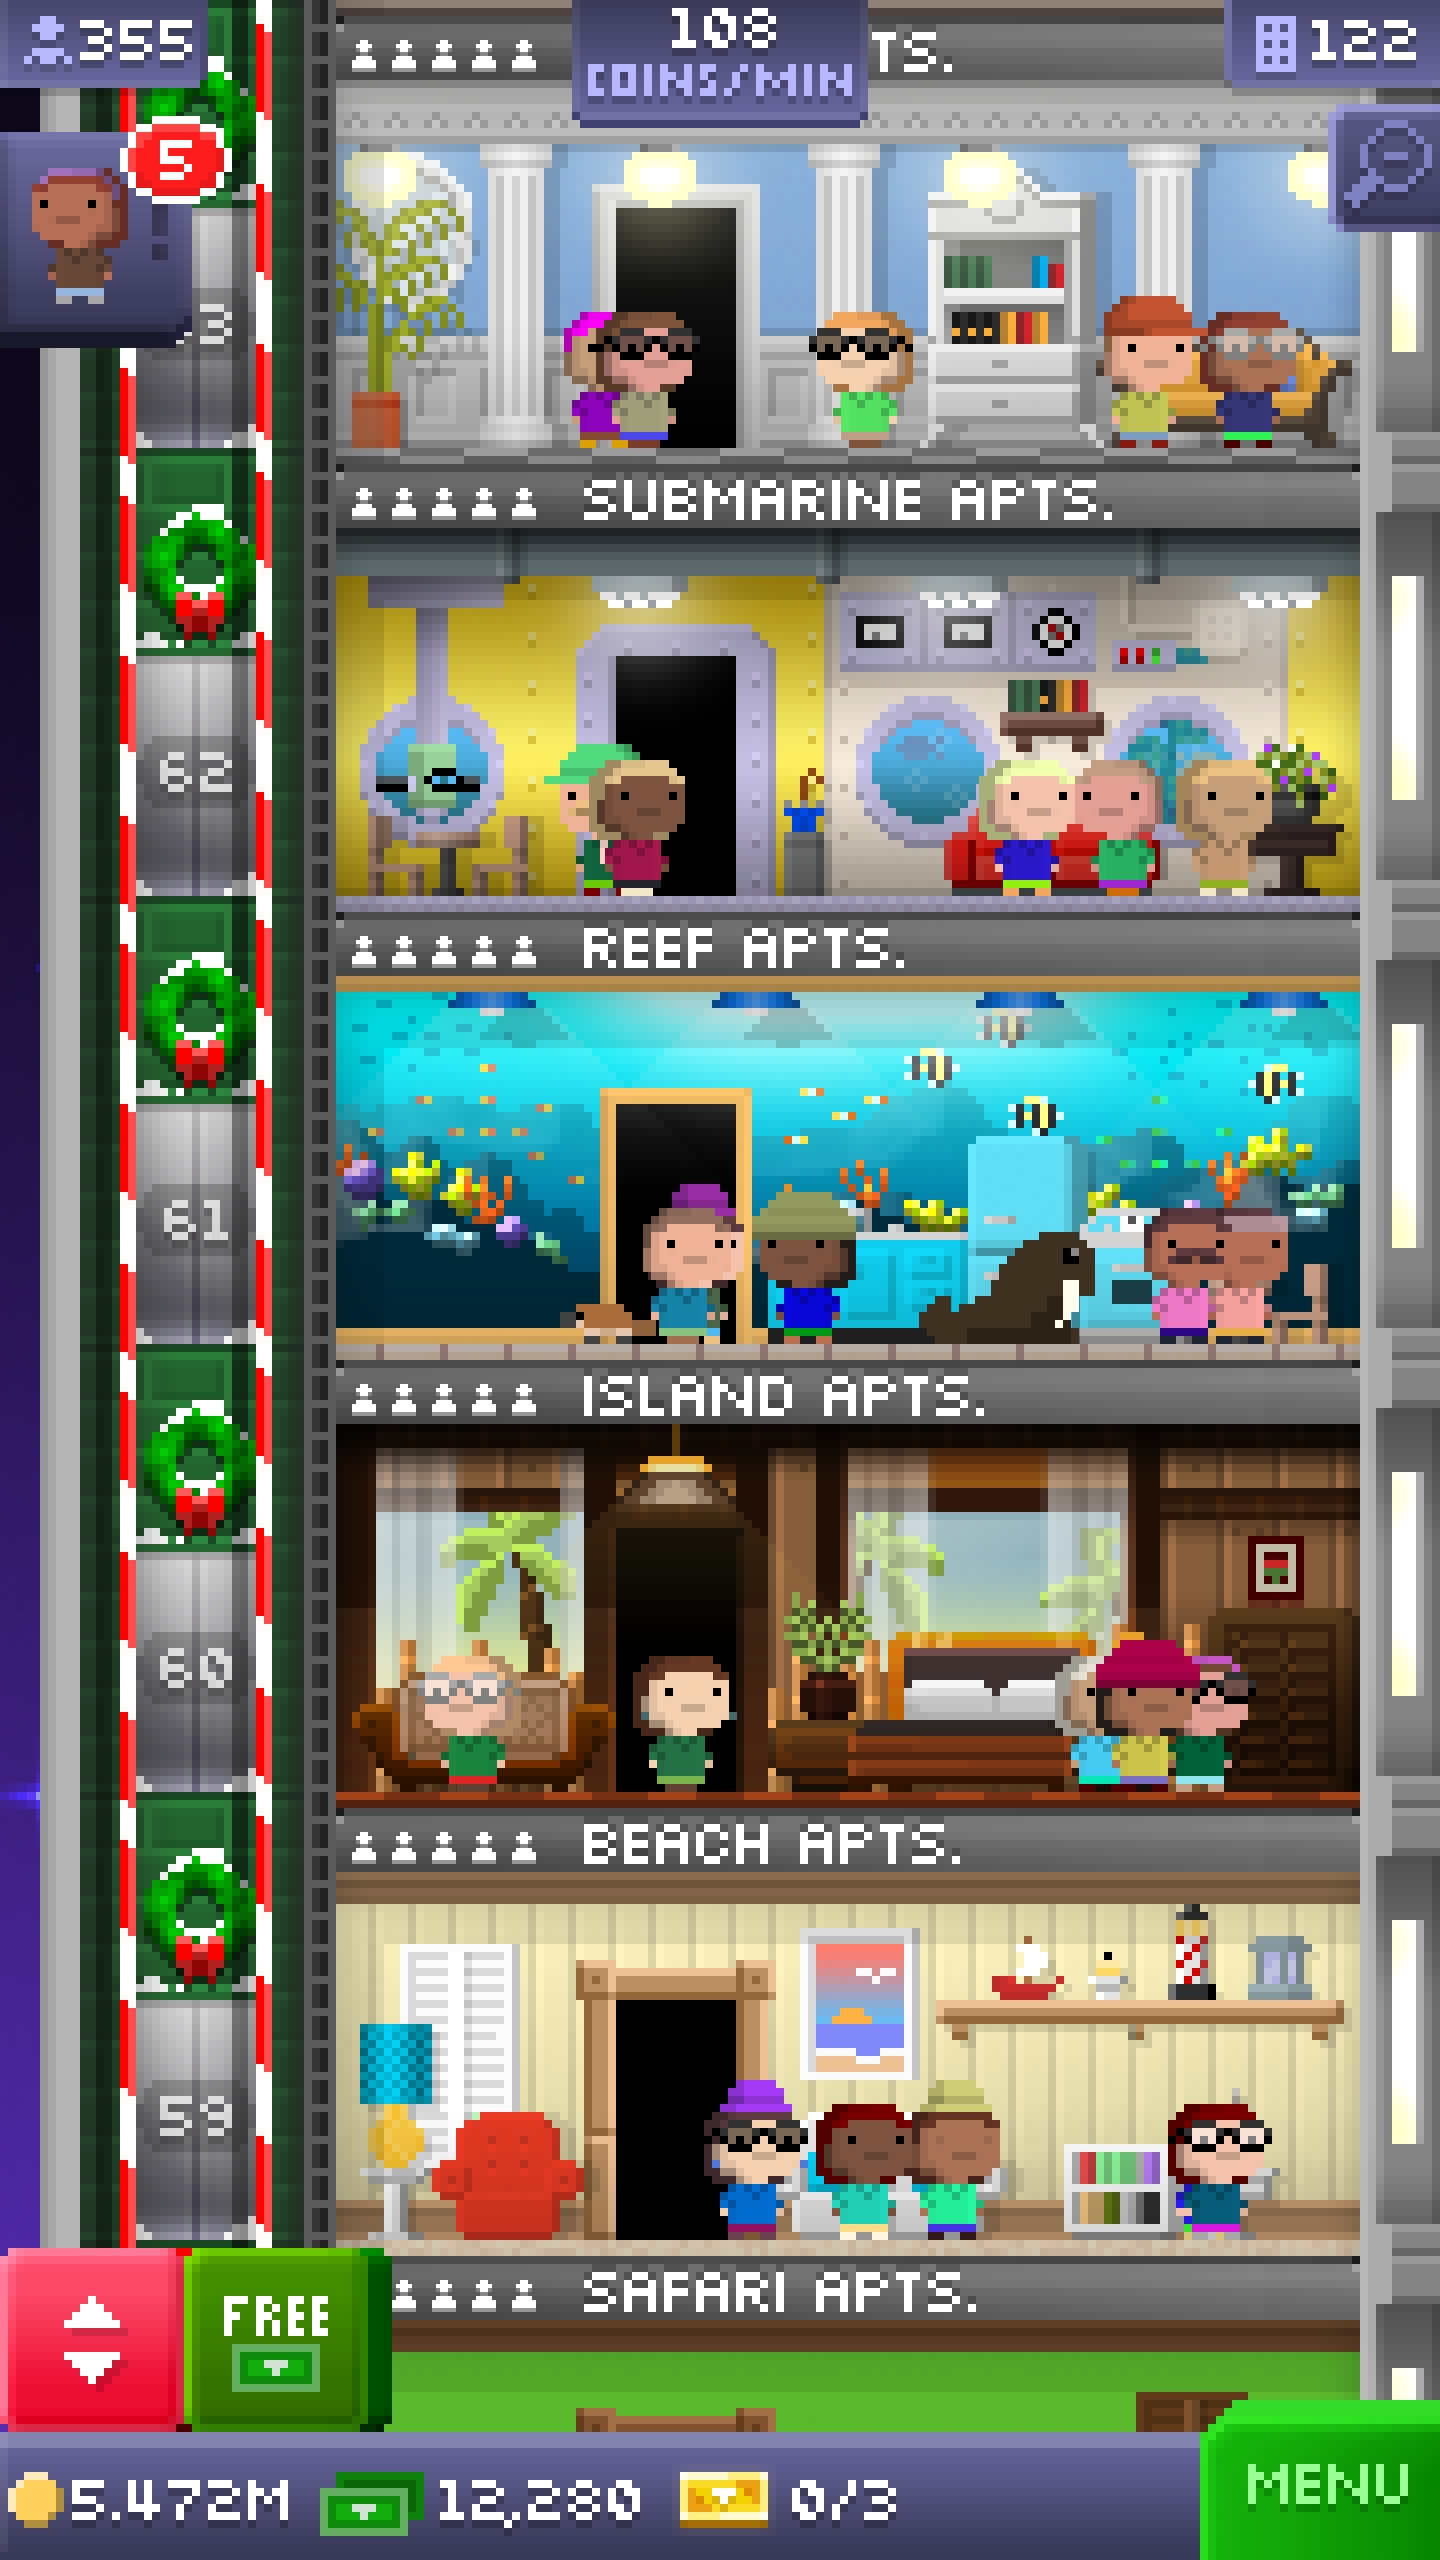 355
108
COINS/MIN
TS.
122
5
3
SUBMARINE APTS.
62
REEF APTS.
61
ISLAND APTS.
60
BEACH APTS.
59
SAFARI APTS.
FREE
5.472M
12,280
0/3
MENU